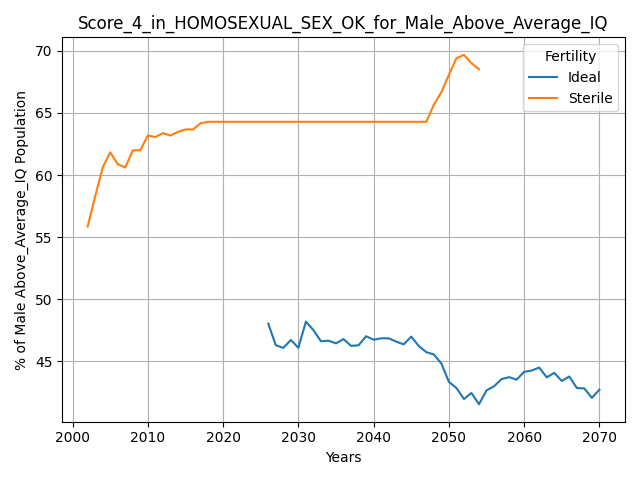 Score_4_in_HOMOSEXUAL_SEX_OK_for_Male_Above_Average_IQ
% of Male Above_Average_IQ Population
70
65
60
55
50
45
Fertility
Ideal
Sterile
2000 2010 2020 2030 2040 2050 2060 2070
Years